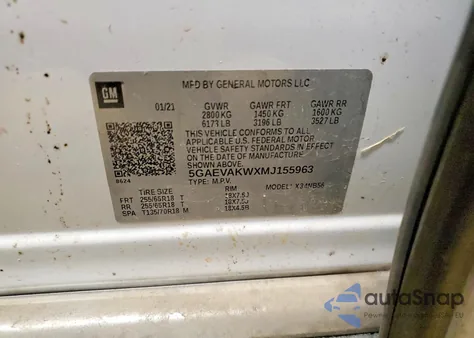 GM
MFD BY GENERAL MOTORS LLC
01/21 GVWR GAWR FRT GAWR RR
2800 KG 1450 KG 1600 KG
6173 LB 3196 LB 3527 LB
THIS VEHICLE CONFORMS TO ALL
APPLICABLE U.S. FEDERAL MOTOR
VEHICLE SAFETY STANDARDS IN EFFECT
ON THE DATE OF MANUFACTURE
SHOWN ABOVE.
0624
5GAEVAKWXMJ155963
TYPE: M.P.V. MODEL:
TIRE SIZE RIM
FRT 255/65R18 T 18X7.5J
RR 255/65R18 T 18X7.5J
SPA T135/70R18 M 18X4.5B
autoSnap